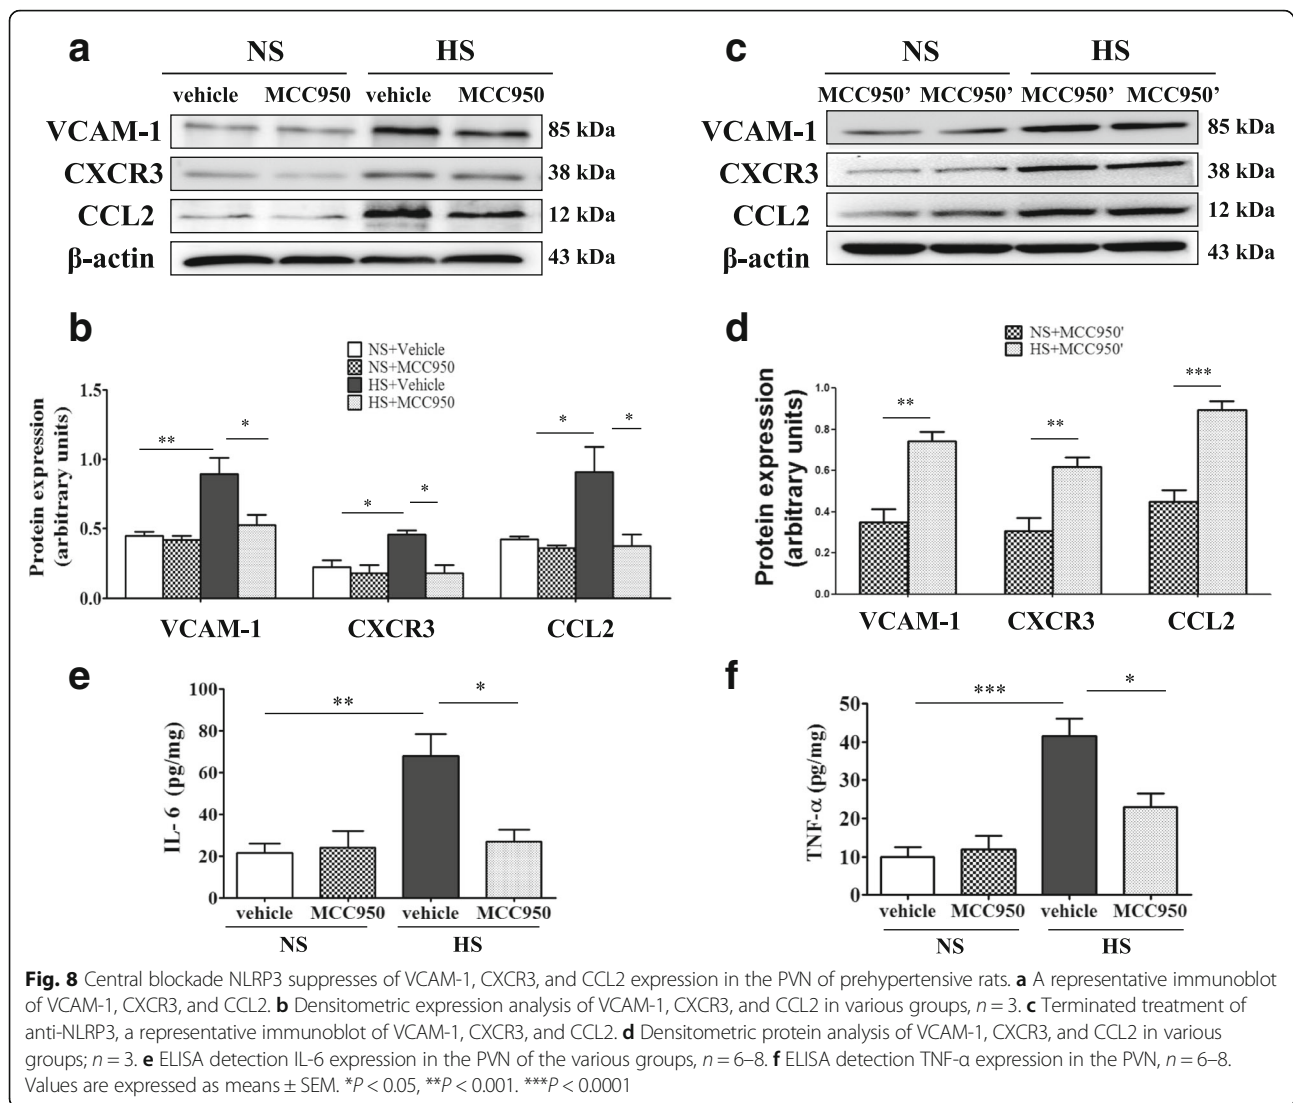 a
NS HS
vehicle MCC950 vehicle MCC950
VCAM-1 85 kDa
CXCR3 38 kDa
CCL2 12 kDa
β-actin 43 kDa
c
NS HS
MCC950’ MCC950’ MCC950’ MCC950’
VCAM-1 85 kDa
CXCR3 38 kDa
CCL2 12 kDa
β-actin 43 kDa
b
NS+Vehicle
NS+MCC950
HS+Vehicle
HS+MCC950
Protein expression
(arbitrary units)
1.5
1.0
0.5
0.0
** * * * * *
VCAM-1 CXCR3 CCL2
d
NS+MCC950'
HS+MCC950'
Protein expression
(arbitrary units)
1.0
0.8
0.6
0.4
0.2
0.0
** ** ***
VCAM-1 CXCR3 CCL2
e
IL- 6 (pg/mg)
100
80
60
40
20
0
** *
vehicle MCC950 vehicle MCC950
NS HS
f
TNF-α (pg/mg)
50
40
30
20
10
0
*** *
vehicle MCC950 vehicle MCC950
NS HS
Fig. 8 Central blockade NLRP3 suppresses of VCAM-1, CXCR3, and CCL2 expression in the PVN of prehypertensive rats. a A representative immunoblot
of VCAM-1, CXCR3, and CCL2. b Densitometric expression analysis of VCAM-1, CXCR3, and CCL2 in various groups, n = 3. c Terminated treatment of
anti-NLRP3, a representative immunoblot of VCAM-1, CXCR3, and CCL2. d Densitometric protein analysis of VCAM-1, CXCR3, and CCL2 in various
groups; n = 3. e ELISA detection IL-6 expression in the PVN of the various groups, n = 6–8. f ELISA detection TNF-α expression in the PVN, n = 6–8.
Values are expressed as means ± SEM. *P < 0.05, **P < 0.001. ***P < 0.0001